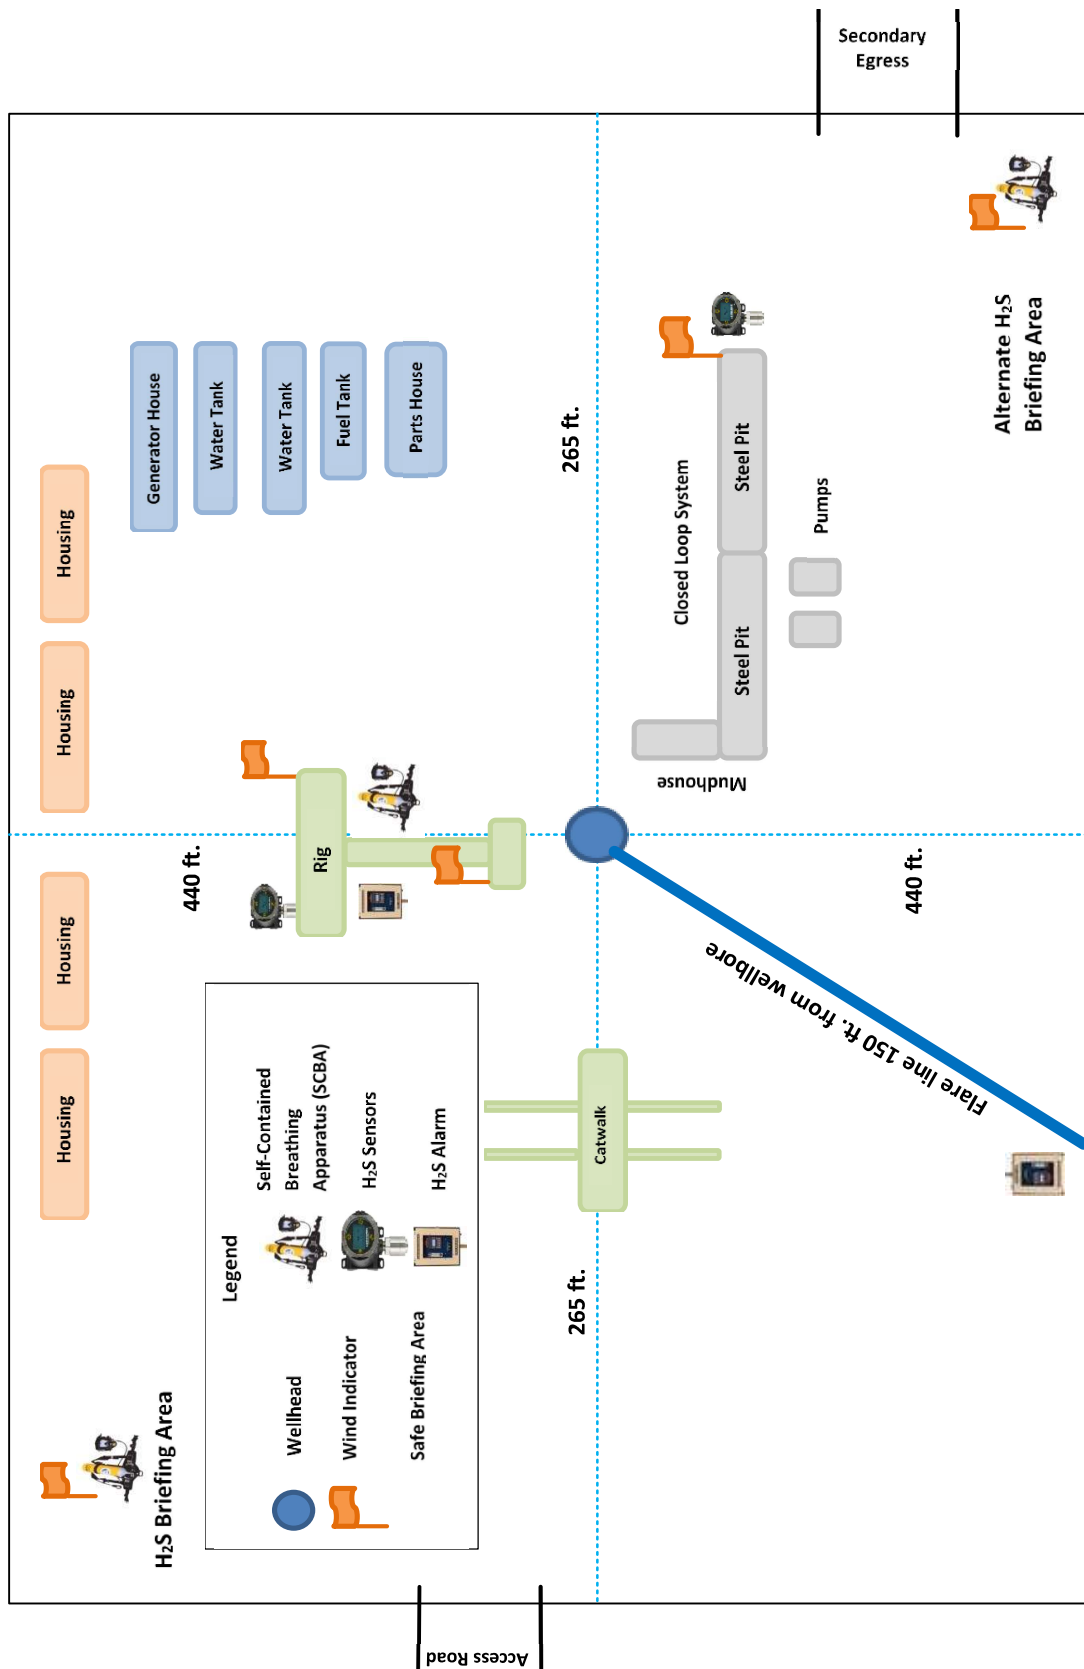 Secondary
Egress
Alternate H₂S
Briefing Area
Generator House
Water Tank
Water Tank
Fuel Tank
Parts House
265 ft.
Closed Loop System
Steel Pit
Steel Pit
Pumps
Mudhouse
Housing
Housing
Housing
Housing
440 ft.
Rig
440 ft.
Flare line 150 ft. from wellbore
Catwalk
265 ft.
Legend
Self-Contained
Breathing
Apparatus (SCBA)
H₂S Sensors
H₂S Alarm
Wellhead
Wind Indicator
Safe Briefing Area
H₂S Briefing Area
Access Road